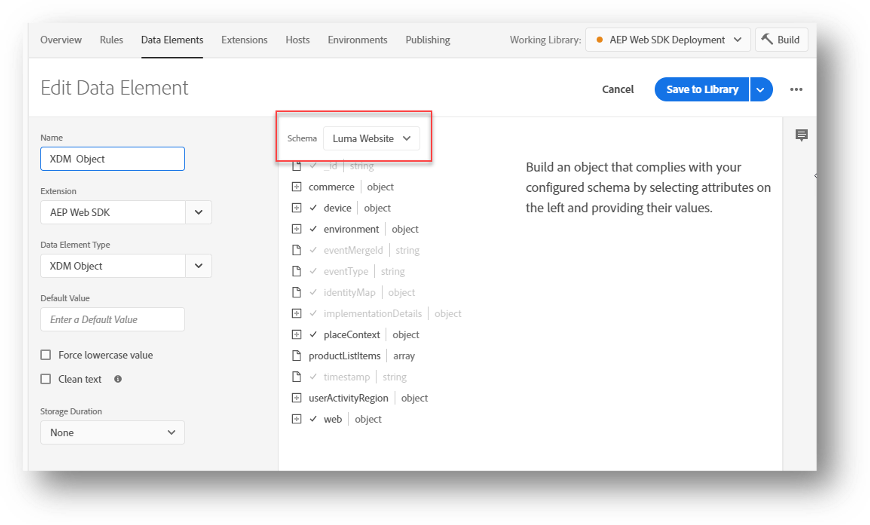 Overview Rules Data Elements Extensions Hosts Environments Publishing Working Library: AEP Web SDK Deployment Build
Edit Data Element
Cancel Save to Library
Name
XDM Object
Extension
AEP Web SDK
Data Element Type
XDM Object
Default Value
Enter a Default Value
Force lowercase value
Clean text
Storage Duration
None
Schema Luma Website
_id string
commerce object
device object
environment object
eventMergeId string
eventType string
identityMap object
implementationDetails object
placeContext object
productListItems array
timestamp string
userActivityRegion object
web object
Build an object that complies with your
configured schema by selecting attributes on
the left and providing their values.